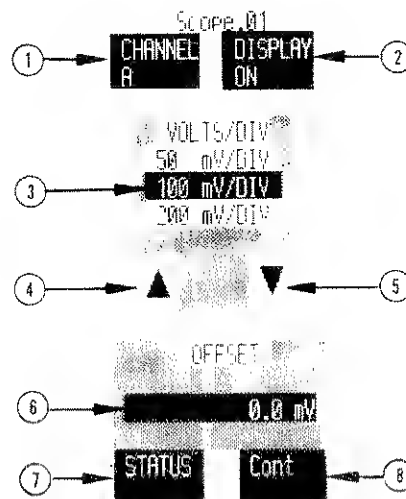 Scope.01
1
CHANNEL
A
DISPLAY
ON
2
VOLTS/DIV
50 mV/DIV
3
100 mV/DIV
200 mV/DIV
4
5
OFFSET
6
0.0 mV
7
STATUS
Cont
8